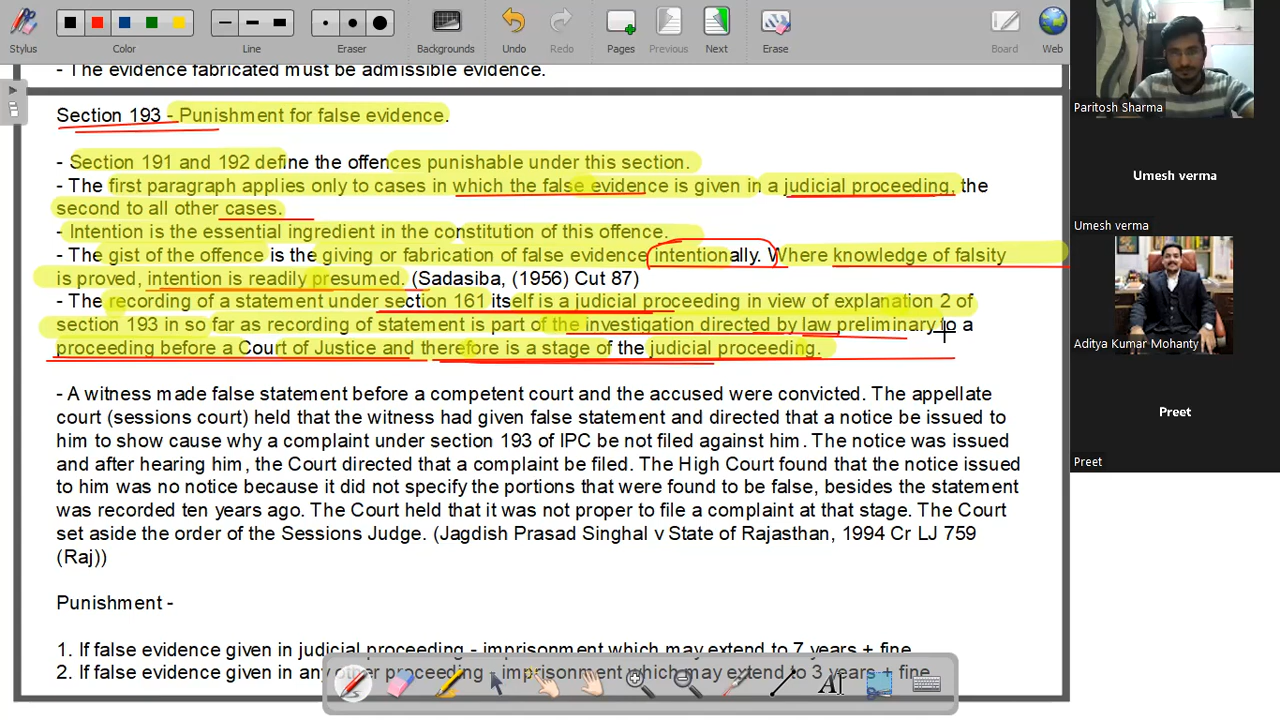 Stylus
Color
Line
Eraser
Backgrounds
Undo
Redo
Pages
Previous
Next
Erase
Board
Web
- The evidence fabricated must be admissible evidence.
Section 193 - Punishment for false evidence.
- Section 191 and 192 define the offences punishable under this section.
- The first paragraph applies only to cases in which the false evidence is given in a judicial proceeding, the
second to all other cases.
- Intention is the essential ingredient in the constitution of this offence.
- The gist of the offence is the giving or fabrication of false evidence intentionally. Where knowledge of falsity
is proved, intention is readily presumed. (Sadasiba, (1956) Cut 87)
- The recording of a statement under section 161 itself is a judicial proceeding in view of explanation 2 of
section 193 in so far as recording of statement is part of the investigation directed by law preliminary to a
proceeding before a Court of Justice and therefore is a stage of the judicial proceeding.
- A witness made false statement before a competent court and the accused were convicted. The appellate
court (sessions court) held that the witness had given false statement and directed that a notice be issued to
him to show cause why a complaint under section 193 of IPC be not filed against him. The notice was issued
and after hearing him, the Court directed that a complaint be filed. The High Court found that the notice issued
to him was no notice because it did not specify the portions that were found to be false, besides the statement
was recorded ten years ago. The Court held that it was not proper to file a complaint at that stage. The Court
set aside the order of the Sessions Judge. (Jagdish Prasad Singhal v State of Rajasthan, 1994 Cr LJ 759
(Raj))
Punishment -
1. If false evidence given in judicial proceeding - imprisonment which may extend to 7 years + fine
2. If false evidence given in any other proceeding - imprisonment which may extend to 3 years + fine
Paritosh Sharma
Umesh verma
Umesh verma
Aditya Kumar Mohanty
Preet
Preet